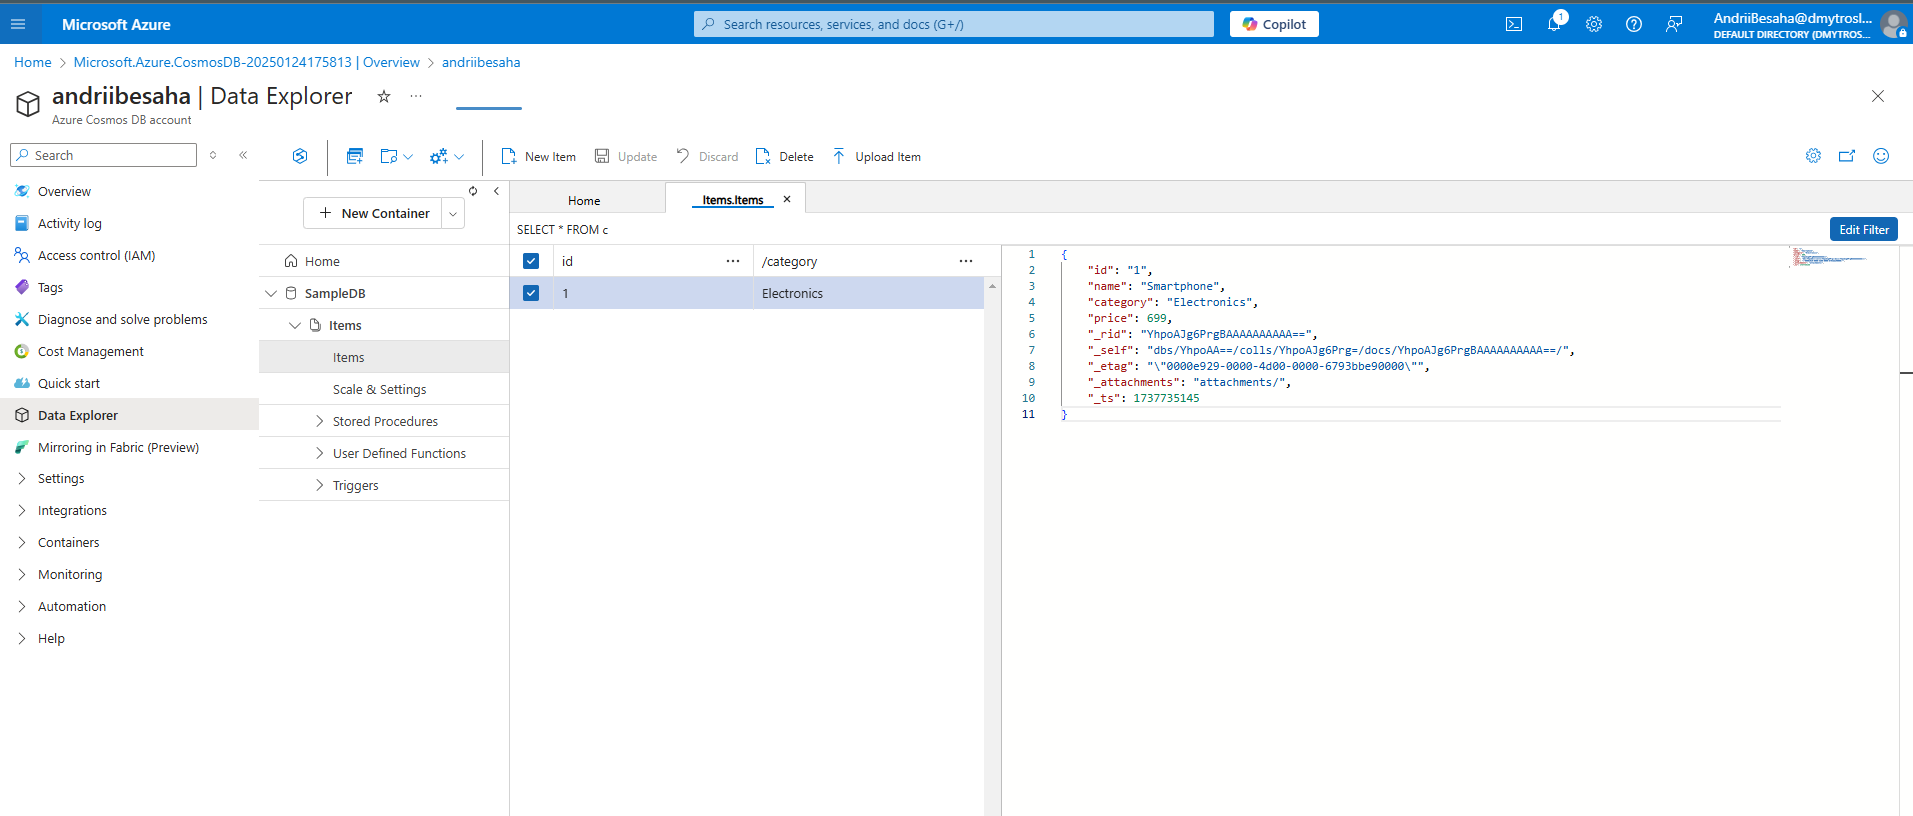 Microsoft Azure
Search resources, services, and docs (G+/)
Copilot
1
AndriiBesaha@dmytrosl...
DEFAULT DIRECTORY (DMYTROS...
Home > Microsoft.Azure.CosmosDB-20250124175813 | Overview > andriibesaha
andriibesaha | Data Explorer
Azure Cosmos DB account
Search
Overview
Activity log
Access control (IAM)
Tags
Diagnose and solve problems
Cost Management
Quick start
Data Explorer
Mirroring in Fabric (Preview)
Settings
Integrations
Containers
Monitoring
Automation
Help
New Item
Update
Discard
Delete
Upload Item
New Container
Home
SampleDB
Items
Items
Scale & Settings
Stored Procedures
User Defined Functions
Triggers
Home
Items.Items
SELECT * FROM c
Edit Filter
id
/category
1
Electronics
1 {
2 "id": "1",
3 "name": "Smartphone",
4 "category": "Electronics",
5 "price": 699,
6 "_rid": "YhpoAJg6PrgBAAAAAAAAAA==",
7 "_self": "dbs/YhpoAA==/colls/YhpoAJg6Prg=/docs/YhpoAJg6PrgBAAAAAAAAAA==/",
8 "_etag": "\"0000e929-0000-4d00-0000-6793bbe90000\"",
9 "_attachments": "attachments/",
10 "_ts": 1737735145
11 }